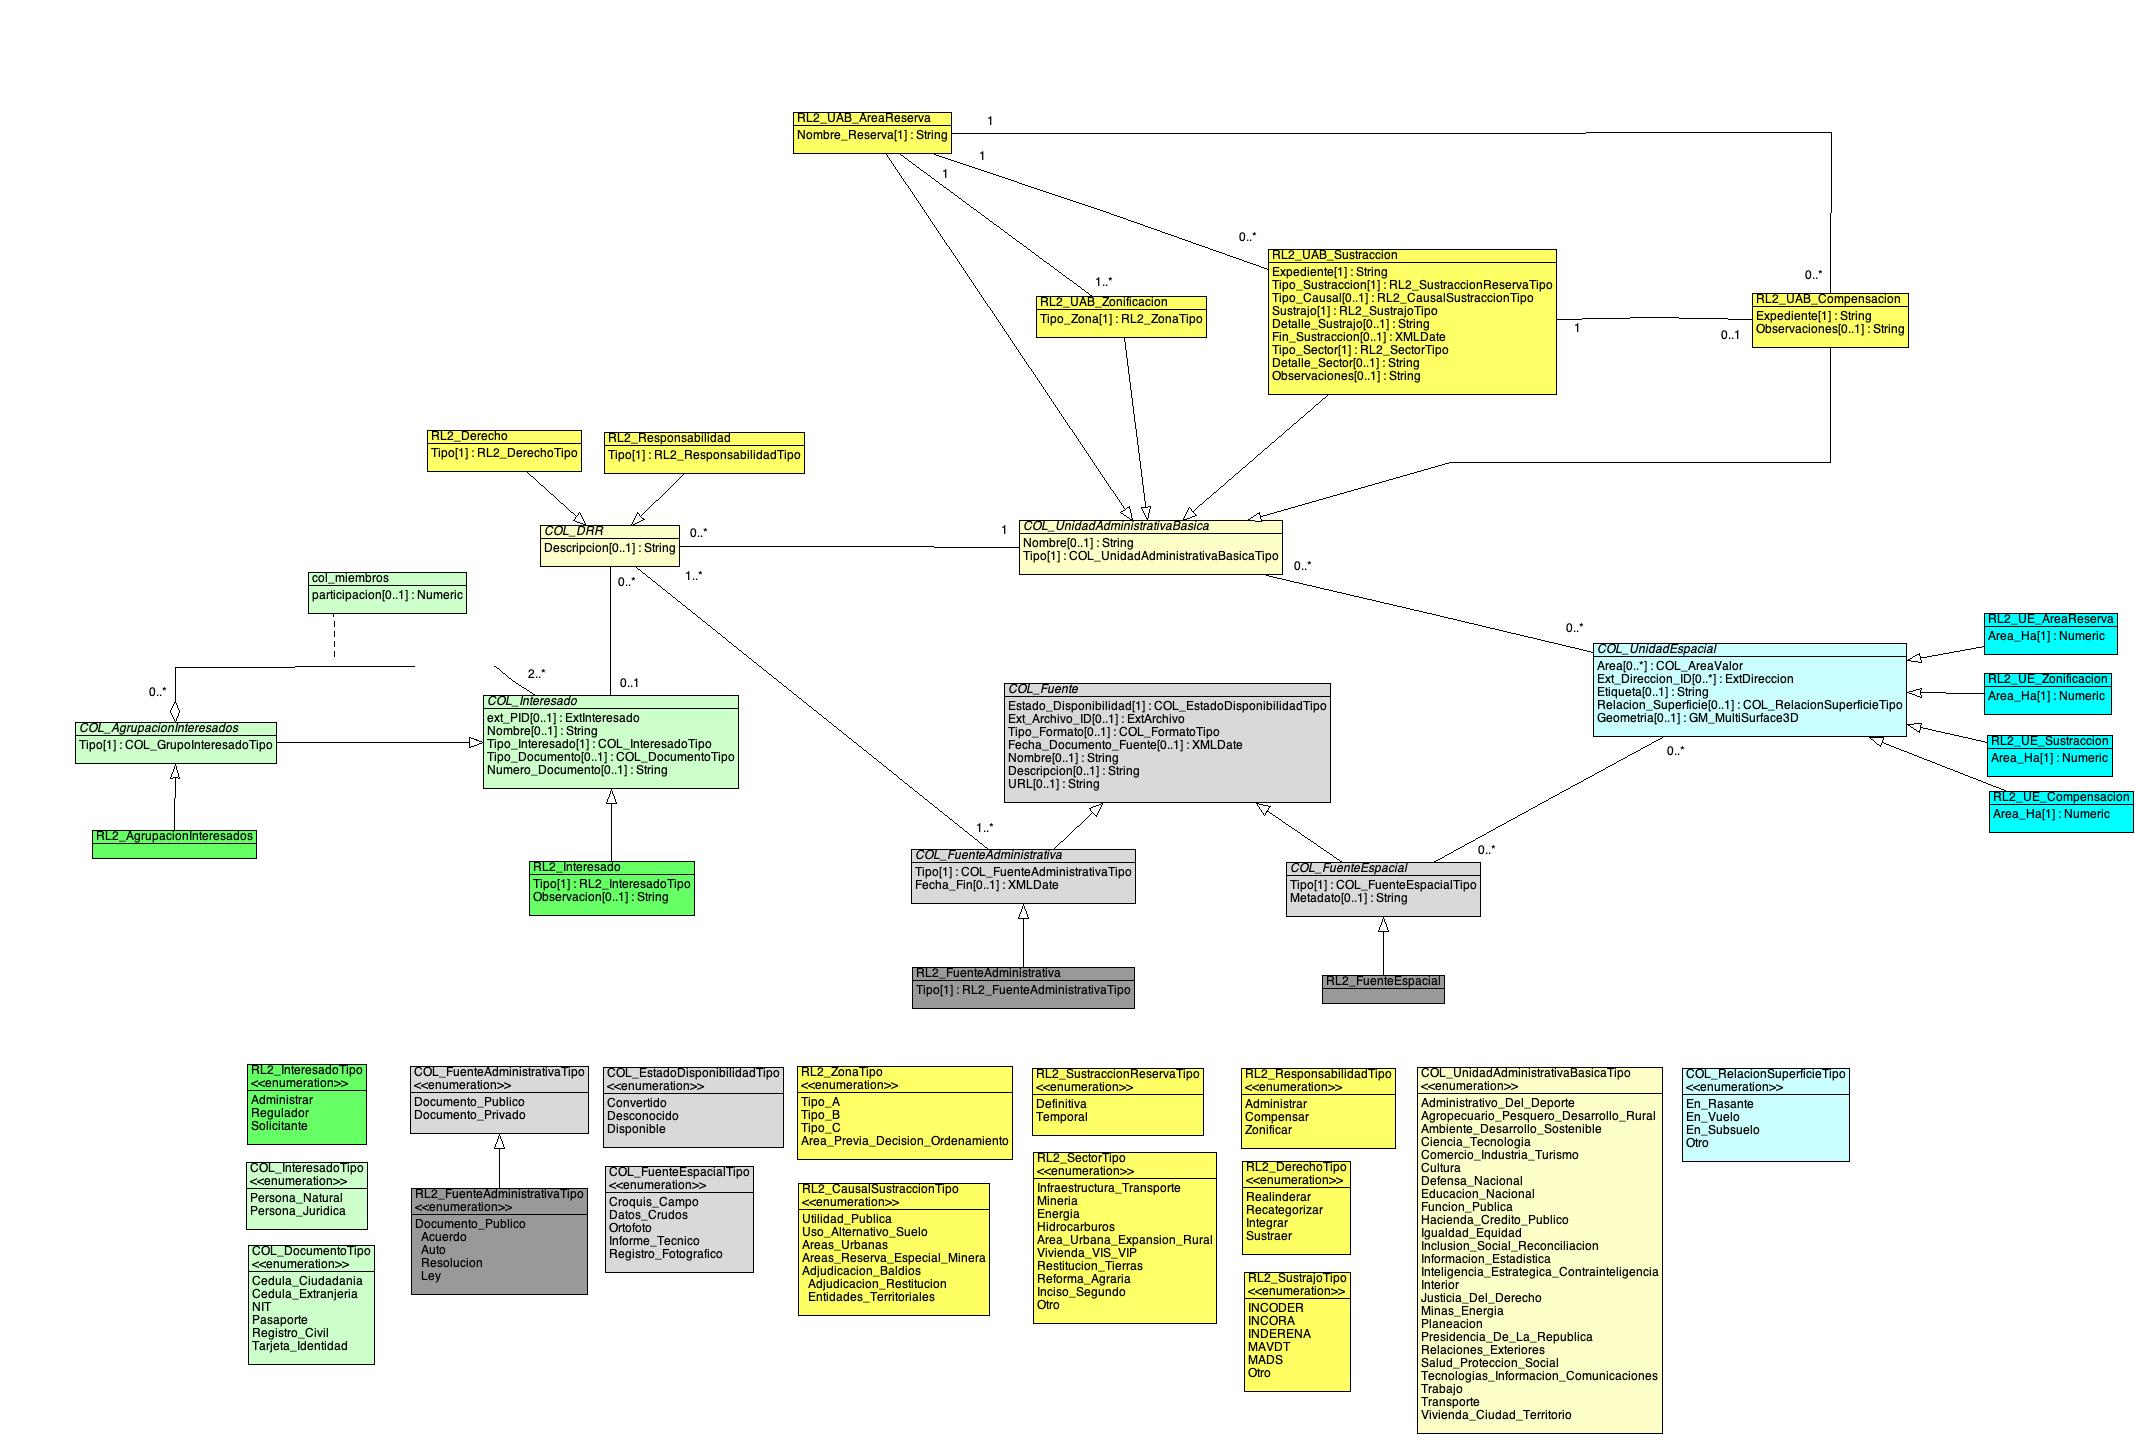 RL2_UAB_AreaReserva
Nombre_Reserva[1] : String
1
1
1
0..*
1..*
0..*
RL2_UAB_Sustraccion
Expediente[1] : String
Tipo_Sustraccion[1] : RL2_SustraccionReservaTipo
Tipo_Causal[0..1] : RL2_CausalSustraccionTipo
Sustrajo[1] : RL2_SustrajoTipo
Detalle_Sustrajo[0..1] : String
Fin_Sustraccion[0..1] : XMLDate
Tipo_Sector[1] : RL2_SectorTipo
Detalle_Sector[0..1] : String
Observaciones[0..1] : String
RL2_UAB_Zonificacion
Tipo_Zona[1] : RL2_ZonaTipo
1
0..1
RL2_UAB_Compensacion
Expediente[1] : String
Observaciones[0..1] : String
RL2_Derecho
Tipo[1] : RL2_DerechoTipo
RL2_Responsabilidad
Tipo[1] : RL2_ResponsabilidadTipo
COL_DRR
Descripcion[0..1] : String
0..*
1
COL_UnidadAdministrativaBasica
Nombre[0..1] : String
Tipo[1] : COL_UnidadAdministrativaBasicaTipo
0..*
1..*
0..*
0..*
col_miembros
participacion[0..1] : Numeric
2..*
0..1
0..*
COL_AgrupacionInteresados
Tipo[1] : COL_GrupoInteresadoTipo
COL_Interesado
ext_PID[0..1] : ExtInteresado
Nombre[0..1] : String
Tipo_Interesado[1] : COL_InteresadoTipo
Tipo_Documento[0..1] : COL_DocumentoTipo
Numero_Documento[0..1] : String
COL_Fuente
Estado_Disponibilidad[1] : COL_EstadoDisponibilidadTipo
Ext_Archivo_ID[0..1] : ExtArchivo
Tipo_Formato[0..1] : COL_FormatoTipo
Fecha_Documento_Fuente[0..1] : XMLDate
Nombre[0..1] : String
Descripcion[0..1] : String
URL[0..1] : String
COL_UnidadEspacial
Area[0..*] : COL_AreaValor
Ext_Direccion_ID[0..*] : ExtDireccion
Etiqueta[0..1] : String
Relacion_Superficie[0..1] : COL_RelacionSuperficieTipo
Geometria[0..1] : GM_MultiSurface3D
RL2_UE_AreaReserva
Area_Ha[1] : Numeric
RL2_UE_Zonificacion
Area_Ha[1] : Numeric
RL2_UE_Sustraccion
Area_Ha[1] : Numeric
RL2_UE_Compensacion
Area_Ha[1] : Numeric
0..*
1..*
0..*
RL2_AgrupacionInteresados
RL2_Interesado
Tipo[1] : RL2_InteresadoTipo
Observacion[0..1] : String
COL_FuenteAdministrativa
Tipo[1] : COL_FuenteAdministrativaTipo
Fecha_Fin[0..1] : XMLDate
COL_FuenteEspacial
Tipo[1] : COL_FuenteEspacialTipo
Metadato[0..1] : String
RL2_FuenteAdministrativa
Tipo[1] : RL2_FuenteAdministrativaTipo
RL2_FuenteEspacial
RL2_InteresadoTipo
<<enumeration>>
Administrar
Regulador
Solicitante
COL_InteresadoTipo
<<enumeration>>
Persona_Natural
Persona_Juridica
COL_DocumentoTipo
<<enumeration>>
Cedula_Ciudadania
Cedula_Extranjeria
NIT
Pasaporte
Registro_Civil
Tarjeta_Identidad
COL_FuenteAdministrativaTipo
<<enumeration>>
Documento_Publico
Documento_Privado
RL2_FuenteAdministrativaTipo
<<enumeration>>
Documento_Publico
Acuerdo
Auto
Resolucion
Ley
COL_EstadoDisponibilidadTipo
<<enumeration>>
Convertido
Desconocido
Disponible
COL_FuenteEspacialTipo
<<enumeration>>
Croquis_Campo
Datos_Crudos
Ortofoto
Informe_Tecnico
Registro_Fotografico
RL2_ZonaTipo
<<enumeration>>
Tipo_A
Tipo_B
Tipo_C
Area_Previa_Decision_Ordenamiento
RL2_CausalSustraccionTipo
<<enumeration>>
Utilidad_Publica
Uso_Alternativo_Suelo
Areas_Urbanas
Areas_Reserva_Especial_Minera
Adjudicacion_Baldios
Adjudicacion_Restitucion
Entidades_Territoriales
RL2_SustraccionReservaTipo
<<enumeration>>
Definitiva
Temporal
RL2_SectorTipo
<<enumeration>>
Infraestructura_Transporte
Mineria
Energia
Hidrocarburos
Area_Urbana_Expansion_Rural
Vivienda_VIS_VIP
Restitucion_Tierras
Reforma_Agraria
Inciso_Segundo
Otro
RL2_ResponsabilidadTipo
<<enumeration>>
Administrar
Compensar
Zonificar
RL2_DerechoTipo
<<enumeration>>
Realinderar
Recategorizar
Integrar
Sustraer
RL2_SustrajoTipo
<<enumeration>>
INCODER
INCORA
INDERENA
MAVDT
MADS
Otro
COL_UnidadAdministrativaBasicaTipo
<<enumeration>>
Administrativo_Del_Deporte
Agropecuario_Pesquero_Desarrollo_Rural
Ambiente_Desarrollo_Sostenible
Ciencia_Tecnologia
Comercio_Industria_Turismo
Cultura
Defensa_Nacional
Educacion_Nacional
Funcion_Publica
Hacienda_Credito_Publico
Igualdad_Equidad
Inclusion_Social_Reconciliacion
Informacion_Estadistica
Inteligencia_Estrategica_Contrainteligencia
Interior
Justicia_Del_Derecho
Minas_Energia
Planeacion
Presidencia_De_La_Republica
Relaciones_Exteriores
Salud_Proteccion_Social
Tecnologias_Informacion_Comunicaciones
Trabajo
Transporte
Vivienda_Ciudad_Territorio
COL_RelacionSuperficieTipo
<<enumeration>>
En_Rasante
En_Vuelo
En_Subsuelo
Otro